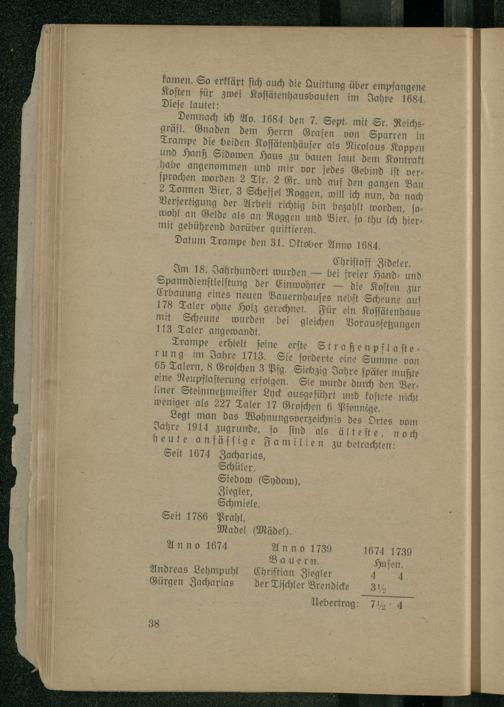 kamen. So erklärt sich auch die Quittung über empfangene
Kosten für zwei Kossätenhausbauten im Jahre 1684.
Diese lautet:
Demnach ich Ao. 1684 den 7. Sept. mit Sr. Reichs-
gräfl. Gnaden dem Herrn Grafen von Sparren in
Trampe die beiden Kossätenhäuser als Nicolaus Koppen
und Hanß Sidowen Haus zu bauen laut dem Kontrakt
habe angenommen und mir vor jedes Gebind ist ver-
sprochen worden 2 Tlr. 2 Gr. und auf den ganzen Bau
2 Tonnen Bier, 3 Scheffel Roggen, will ich nun, da nach
Verfertigung der Arbeit richtig bin bezahlt worden, so-
wohl an Gelde als an Roggen und Bier, so thu ich hier-
mit gebührend darüber quittieren.
Datum Trampe den 31. Oktober Anno 1684.
Christoff Zideler.
Im 18. Jahrhundert wurden — bei freier Hand- und
Spanndienstleistung der Einwohner — die Kosten zur
Erbauung eines neuen Bauernhauses nebst Scheune auf
178 Taler ohne Holz gerechnet. Für ein Kossätenhaus
mit Scheune wurden bei gleichen Voraussetzungen
113 Taler angewandt.
Trampe erhielt seine erste Straßenpflaste-
rung im Jahre 1713. Sie forderte eine Summe von
65 Talern, 8 Groschen 3 Pfg. Siebzig Jahre später mußte
eine Neupflasterung erfolgen. Sie wurde durch den Ber-
liner Steinmetzmeister Lyck ausgeführt und kostete nicht
weniger als 227 Taler 17 Groschen 6 Pfennige.
Legt man das Wohnungsverzeichnis des Ortes vom
Jahre 1914 zugrunde, so sind als älteste, noch
heute ansässige Familien zu betrachten:
Seit 1674 Zacharias,
Schüler,
Siedow (Sydow),
Ziegler,
Schmiele.
Seit 1786 Prahl,
Madel (Mädel).
Anno 1674 Anno 1739 1674 1739
Bauern. Hufen.
Andreas Lehmpuhl Christian Ziegler 4 4
Gürgen Zacharias der Tischler Brendicke 3½
Uebertrag: 7½ 4
38